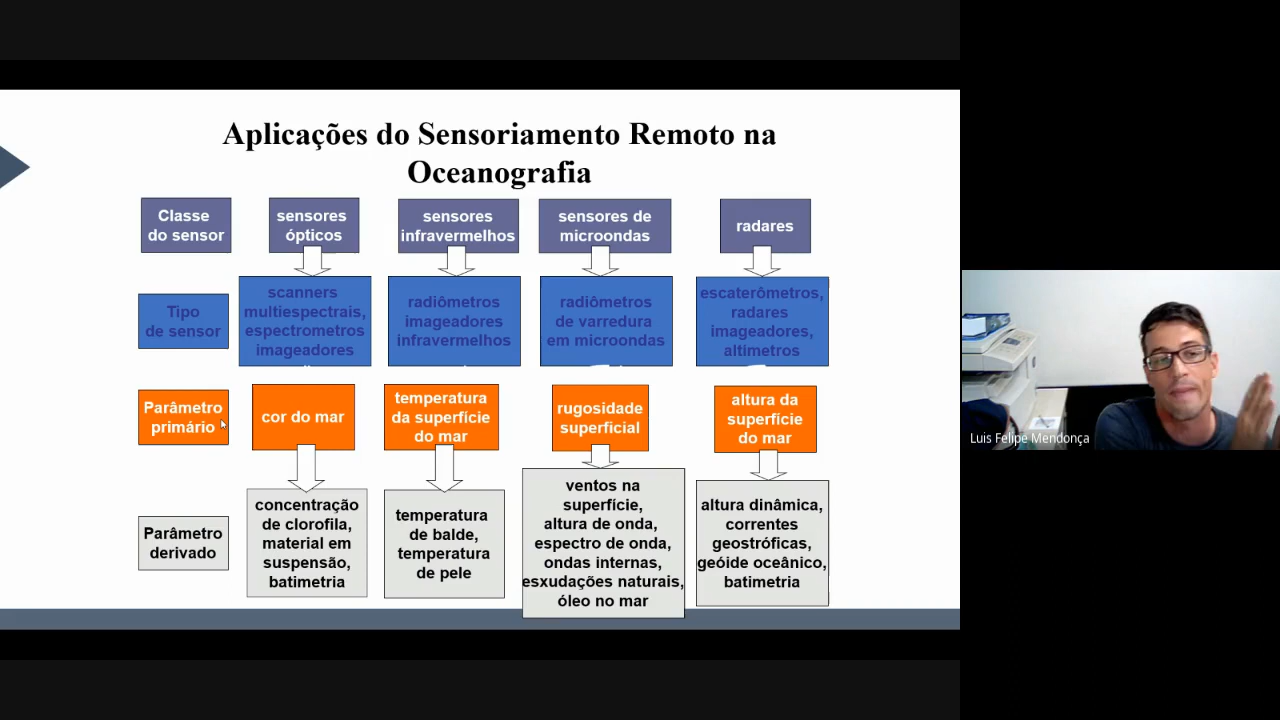 Aplicações do Sensoriamento Remoto na
Oceanografia
Classe
do sensor
sensores
ópticos
sensores
infravermelhos
sensores de
microondas
radares
Tipo
de sensor
scanners
multiespectrais,
espectrometros
imageadores
radiômetros
imageadores
infravermelhos
radiômetros
de varredura
em microondas
escaterômetros,
radares
imageadores,
altimetros
Parâmetro
primário
cor do mar
temperatura
da superfície
do mar
rugosidade
superficial
altura da
superfície
do mar
Parâmetro
derivado
concentração
de clorofila,
material em
suspensão,
batimetria
temperatura
de balde,
temperatura
de pele
ventos na
superfície,
altura de onda,
espectro de onda,
ondas internas,
esxudações naturais,
óleo no mar
altura dinâmica,
correntes
geostróficas,
geóide oceânico,
batimetria
Luis Felipe Mendonça